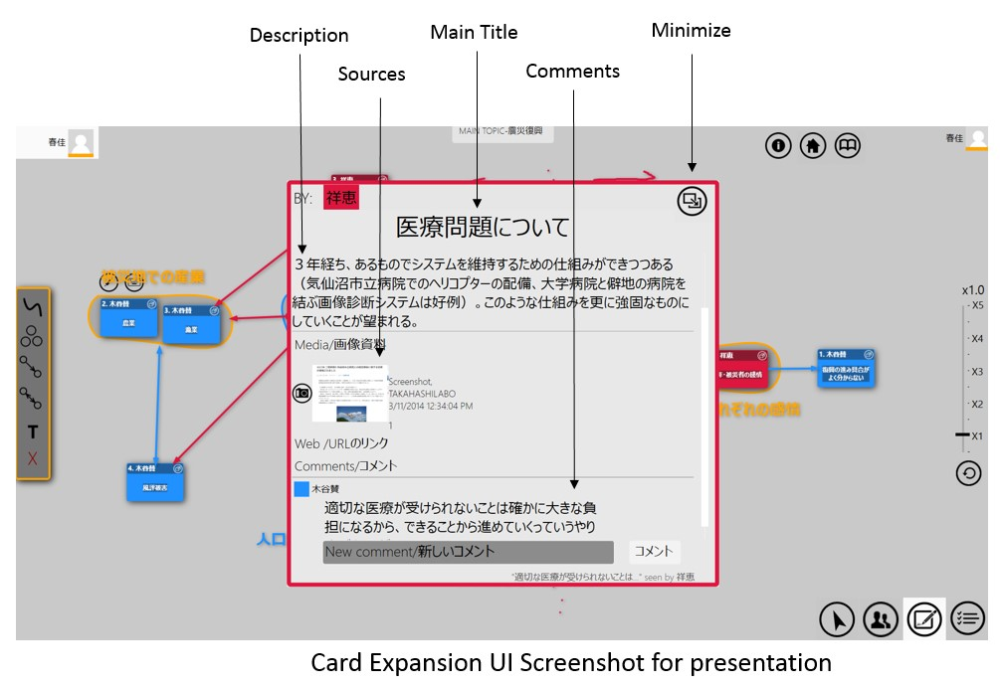 Description
Main Title
Minimize
Sources
Comments
春佳
MAIN TOPIC-震災復興
春佳
3. 祥恵
BY: 祥恵
医療問題について
３年経ち、あるものでシステムを維持するための仕組みができつつある
（気仙沼市立病院でのヘリコプターの配備、大学病院と僻地の病院を
結ぶ画像診断システムは好例）。このような仕組みを更に強固なものに
していくことが望まれる。
Media/画像資料
Screenshot,
TAKAHASHILABO
3/11/2014 12:34:04 PM
1
Web /URLのリンク
Comments/コメント
木谷賛
適切な医療が受けられないことは確かに大きな負
担になるから、できることから進めていくっていうやり
New comment/新しいコメント
コメント
"適切な医療が受けられないことは..." seen by 祥恵
での産業
2. 木谷賛
農業
3. 木谷賛
漁業
4. 木谷賛
風評被害
人口
祥恵
・被災者の感情
れぞれの感情
1. 木谷賛
復興の進み具合が
よく分からない
T
X
x1.0
X5
X4
X3
X2
X1
Card Expansion UI Screenshot for presentation